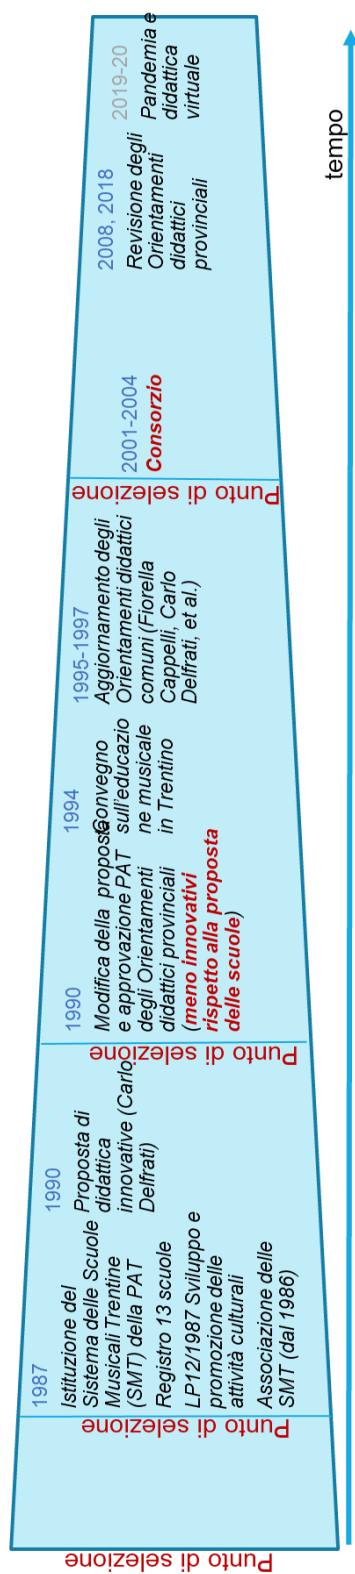 Punto di selezione
Punto di selezione
1987
Istituzione del
Sistema delle Scuole
Musicali Trentine
(SMT) della PAT
Registro 13 scuole
LP12/1987 Sviluppo e
promozione delle
attività culturali
Associazione delle
SMT (dal 1986)
1990
Proposta di
didattica
innovative (Carlo
Delfrati)
Punto di selezione
1990
Modifica della proposta
e approvazione PAT
degli Orientamenti
didattici provinciali
(meno innovativi
rispetto alla proposta
delle scuole)
1994
Convegno
sull'educazio
ne musicale
in Trentino
1995-1997
Aggiornamento degli
Orientamenti didattici
comuni (Fiorella
Cappelli, Carlo
Delfrati, et al.)
Punto di selezione
2001-2004
Consorzio
2008, 2018
Revisione degli
Orientamenti
didattici
provinciali
2019-20
Pandemia e
didattica
virtuale
tempo